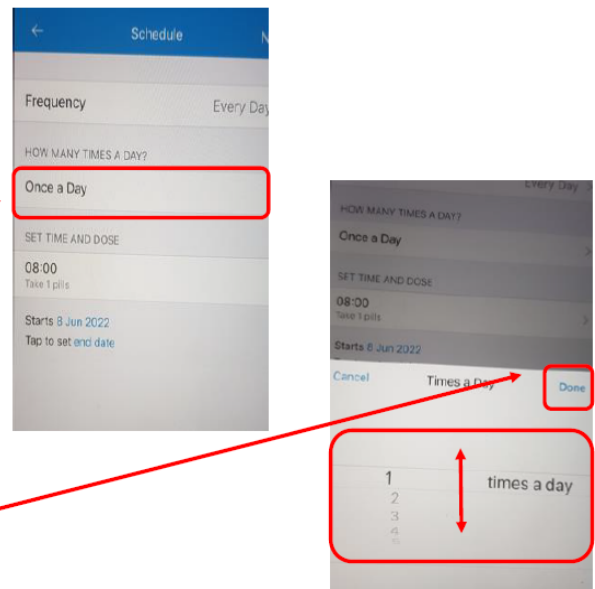 Schedule
Frequency Every Day
HOW MANY TIMES A DAY?
Once a Day
SET TIME AND DOSE
08:00
Take 1 pills
Starts 8 Jun 2022
Tap to set end date
Every Day
HOW MANY TIMES A DAY?
Once a Day
SET TIME AND DOSE
08:00
Take 1 pills
Starts 8 Jun 2022
Cancel Times a Day Done
1 times a day
2
3
4
5